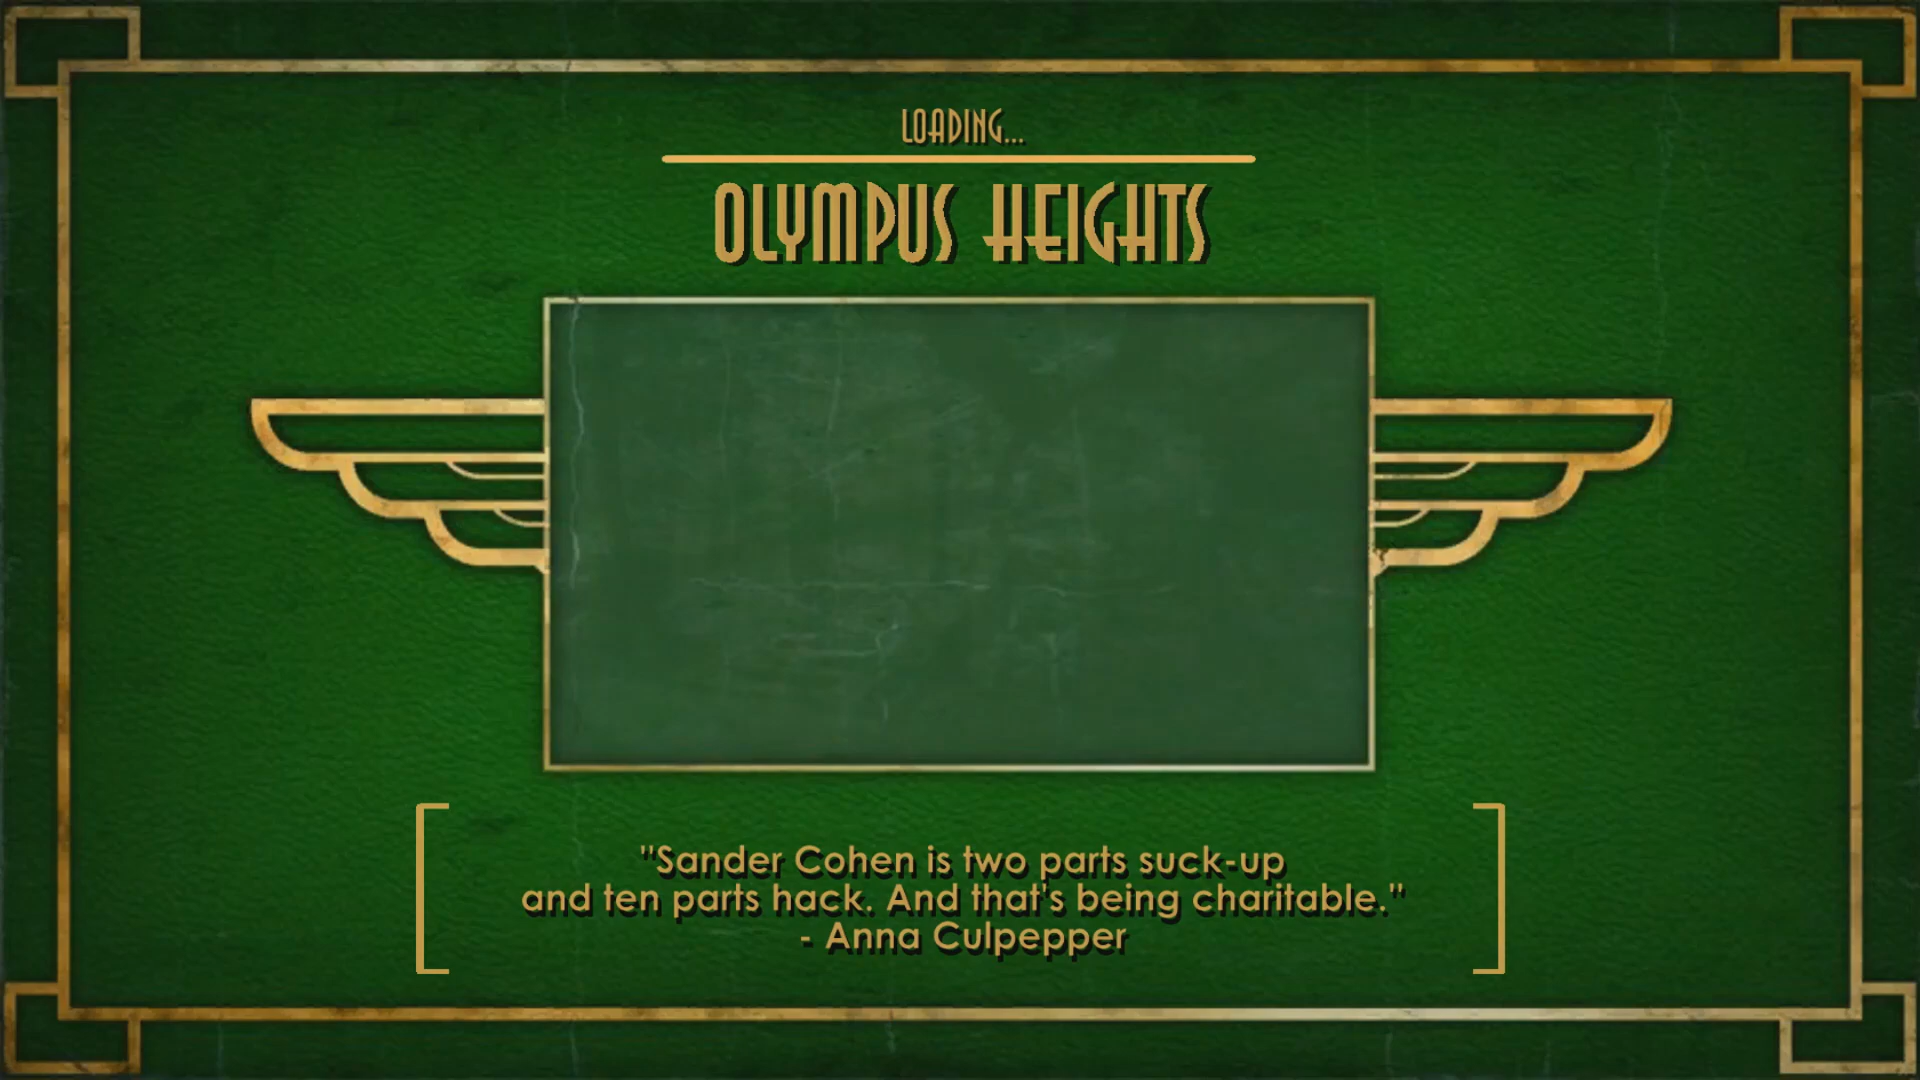 LOADING...
OLYMPUS HEIGHTS
"Sander Cohen is two parts suck-up
and ten parts hack. And that's being charitable."
- Anna Culpepper